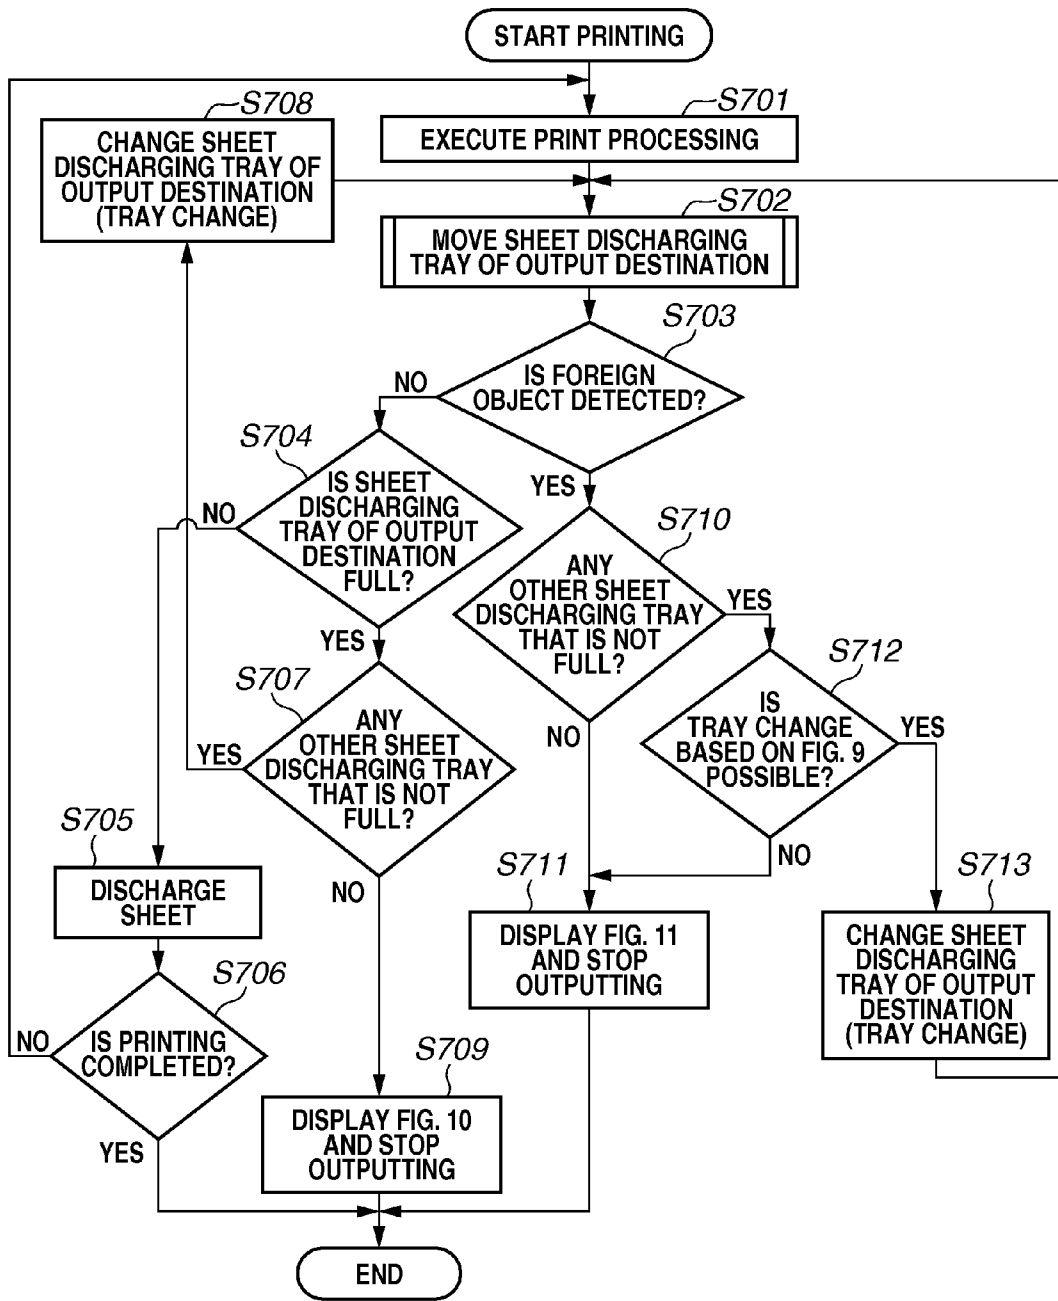 START PRINTING
S701
EXECUTE PRINT PROCESSING
S708
CHANGE SHEET
DISCHARGING TRAY OF
OUTPUT DESTINATION
(TRAY CHANGE)
S702
MOVE SHEET DISCHARGING
TRAY OF OUTPUT DESTINATION
S703
IS FOREIGN
OBJECT DETECTED?
NO
YES
S704
IS SHEET
DISCHARGING
TRAY OF OUTPUT
DESTINATION
FULL?
NO
YES
S710
ANY
OTHER SHEET
DISCHARGING TRAY
THAT IS NOT
FULL?
YES
NO
S707
ANY
OTHER SHEET
DISCHARGING TRAY
THAT IS NOT
FULL?
YES
NO
S712
IS
TRAY CHANGE
BASED ON FIG. 9
POSSIBLE?
YES
NO
S705
DISCHARGE
SHEET
S711
DISPLAY FIG. 11
AND STOP
OUTPUTTING
S713
CHANGE SHEET
DISCHARGING
TRAY OF OUTPUT
DESTINATION
(TRAY CHANGE)
S706
IS PRINTING
COMPLETED?
NO
YES
S709
DISPLAY FIG. 10
AND STOP
OUTPUTTING
END